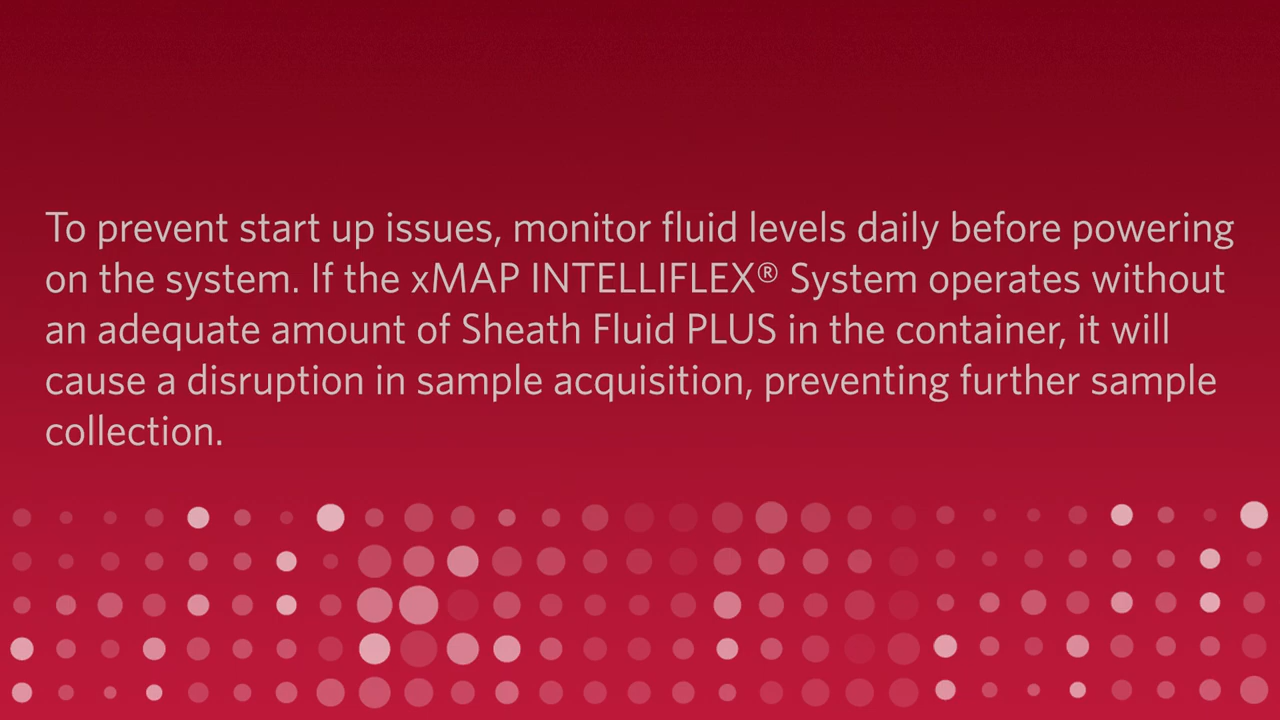 To prevent start up issues, monitor fluid levels daily before powering
on the system. If the xMAP INTELLIFLEX® System operates without
an adequate amount of Sheath Fluid PLUS in the container, it will
cause a disruption in sample acquisition, preventing further sample
collection.